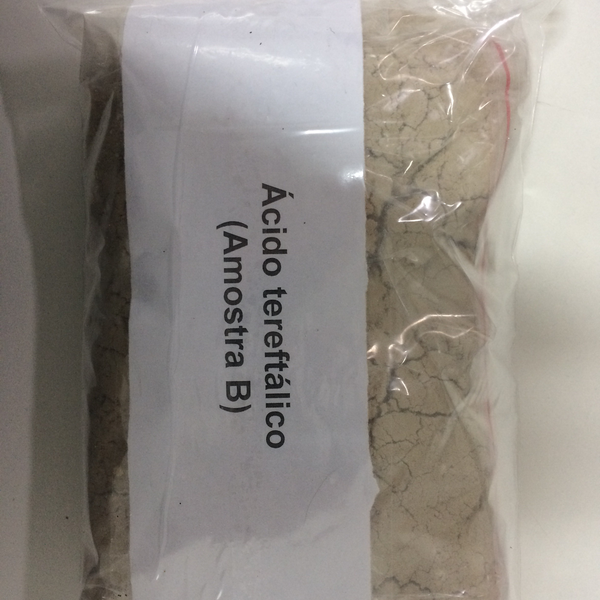 Ácido tereftálico
(Amostra B)